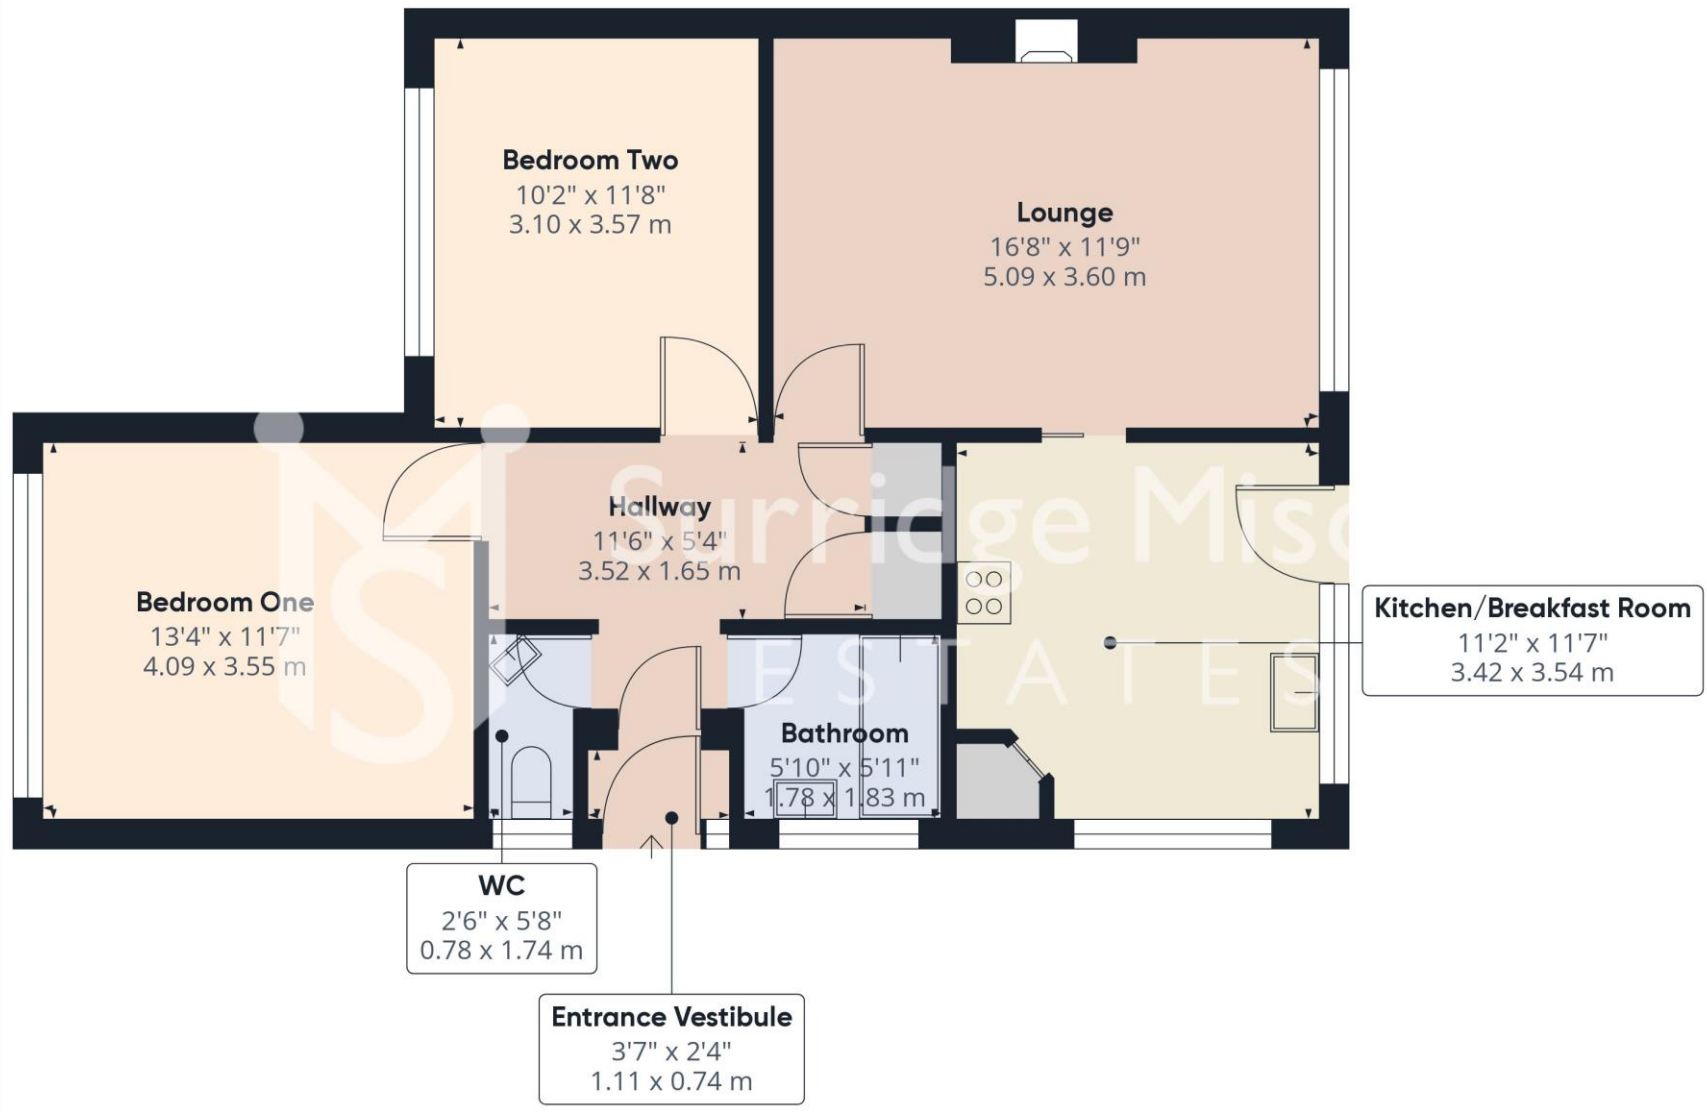 Bedroom Two
10'2" x 11'8"
3.10 x 3.57 m
Lounge
16'8" x 11'9"
5.09 x 3.60 m
Hallway
11'6" x 5'4"
3.52 x 1.65 m
Surridge Mis
ESTATES
Bedroom One
13'4" x 11'7"
4.09 x 3.55 m
Kitchen/Breakfast Room
11'2" x 11'7"
3.42 x 3.54 m
Bathroom
5'10" x 5'11"
1.78 x 1.83 m
WC
2'6" x 5'8"
0.78 x 1.74 m
Entrance Vestibule
3'7" x 2'4"
1.11 x 0.74 m